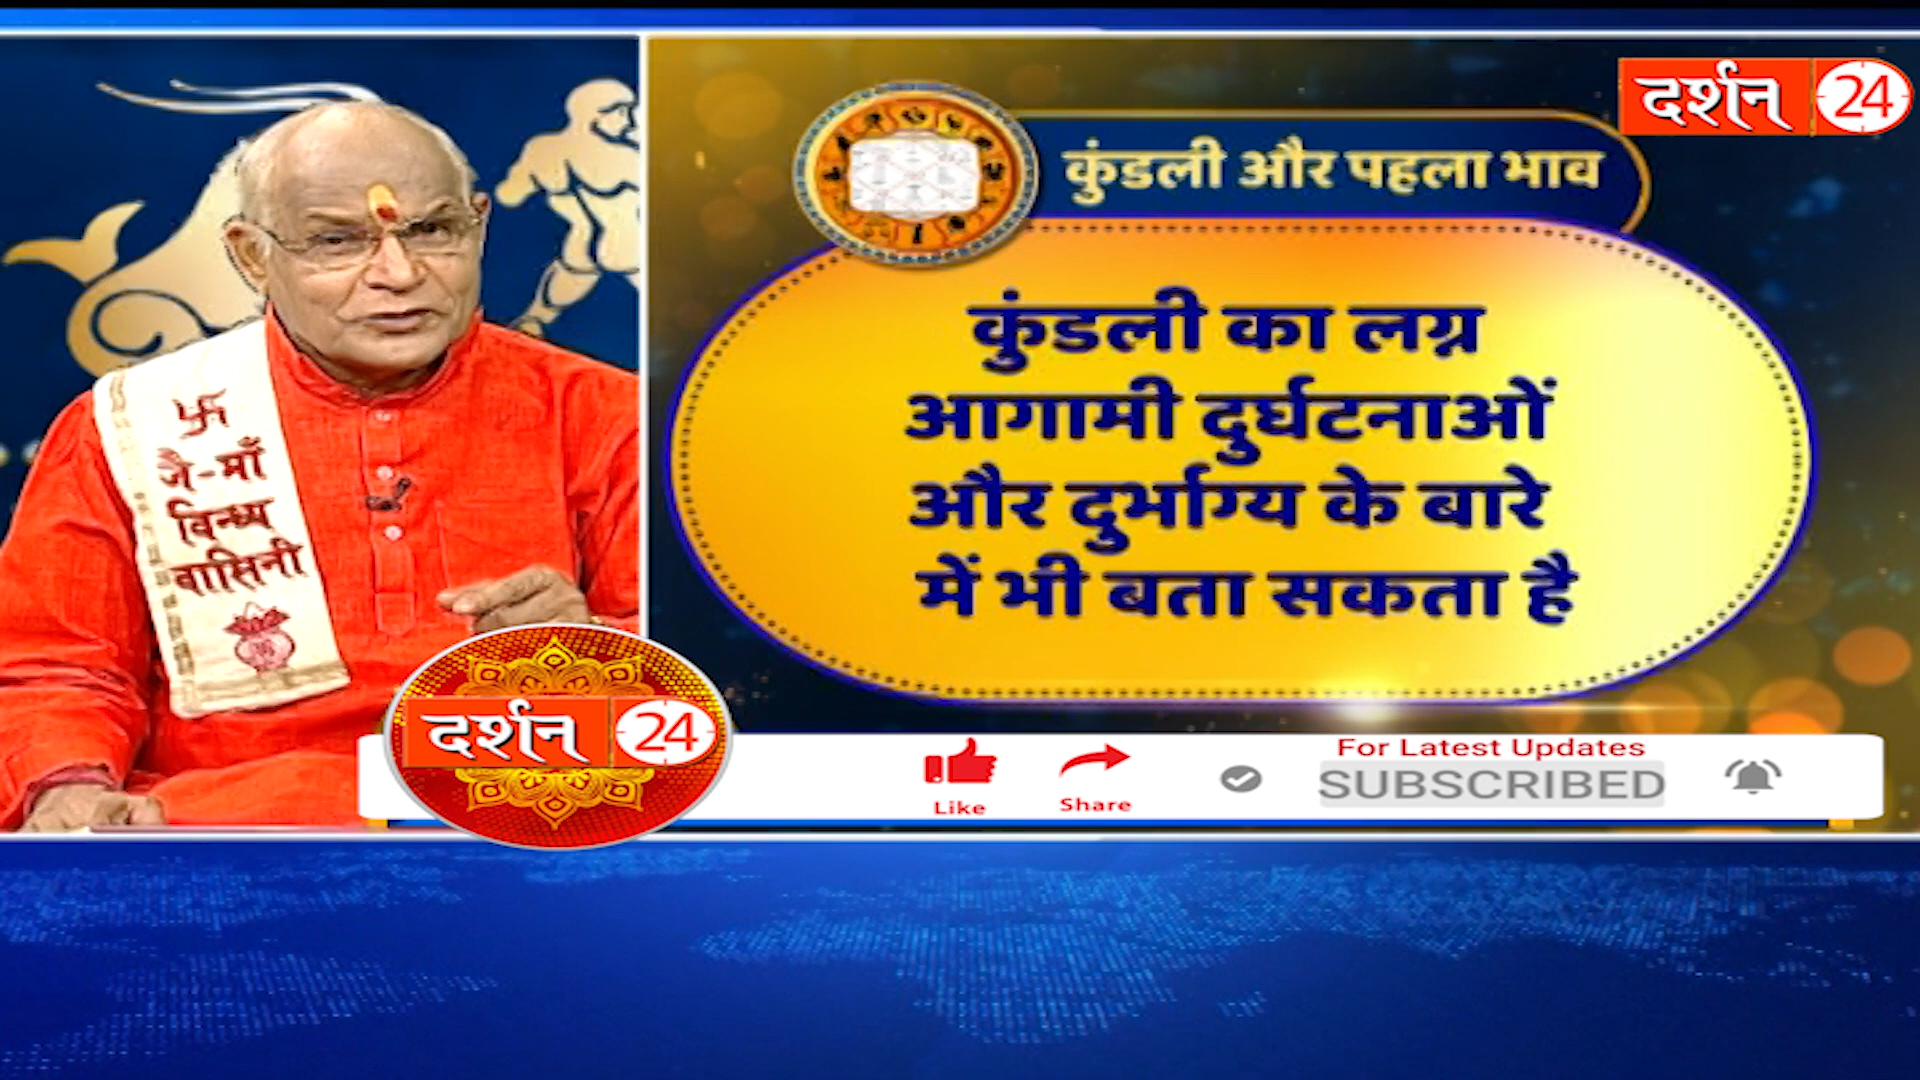 दर्शन 24
कुंडली और पहला भाव
कुंडली का लग्न
आगामी दुर्घटनाओं
और दुर्भाग्य के बारे
में भी बता सकता है
जै-माँ
विन्ध्य
वासिनी
दर्शन 24
Like
Share
For Latest Updates
SUBSCRIBED